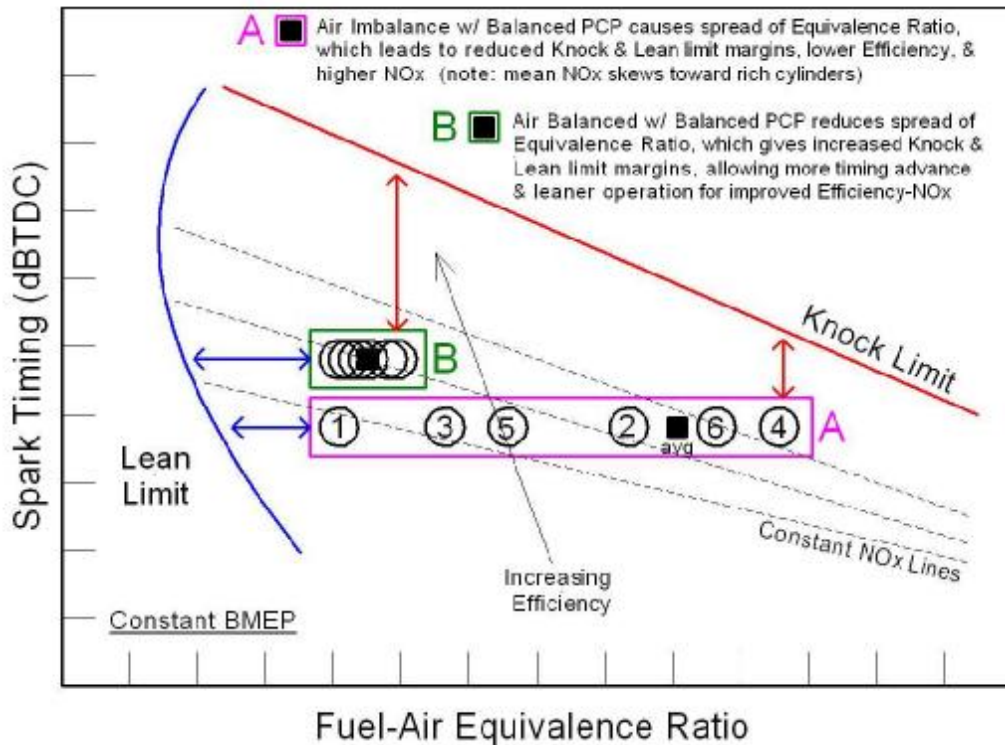 A Air Imbalance w/ Balanced PCP causes spread of Equivalence Ratio,
which leads to reduced Knock & Lean limit margins, lower Efficiency, &
higher NOx (note: mean NOx skews toward rich cylinders)
B Air Balanced w/ Balanced PCP reduces spread of
Equivalence Ratio, which gives increased Knock &
Lean limit margins, allowing more timing advance
& leaner operation for improved Efficiency-NOx
Spark Timing (dBTDC)
Knock Limit
B
1 3 5 2 6 4 A
avg
Lean
Limit
Constant NOx Lines
Increasing
Efficiency
Constant BMEP
Fuel-Air Equivalence Ratio